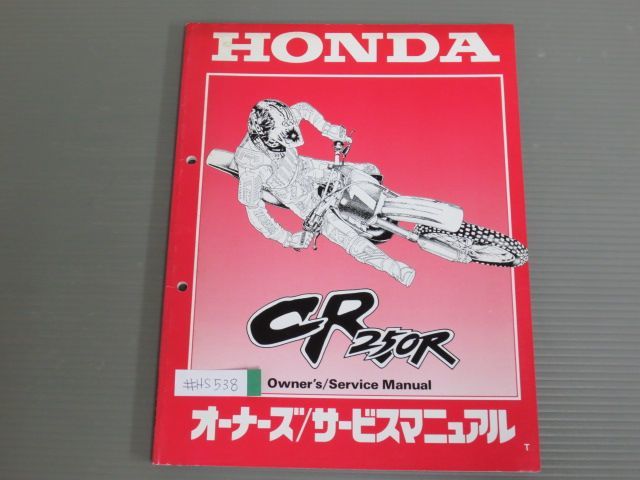 HONDA
CR250R
#HS538
Owner's/Service Manual
オーナーズ/サービスマニュアル
T